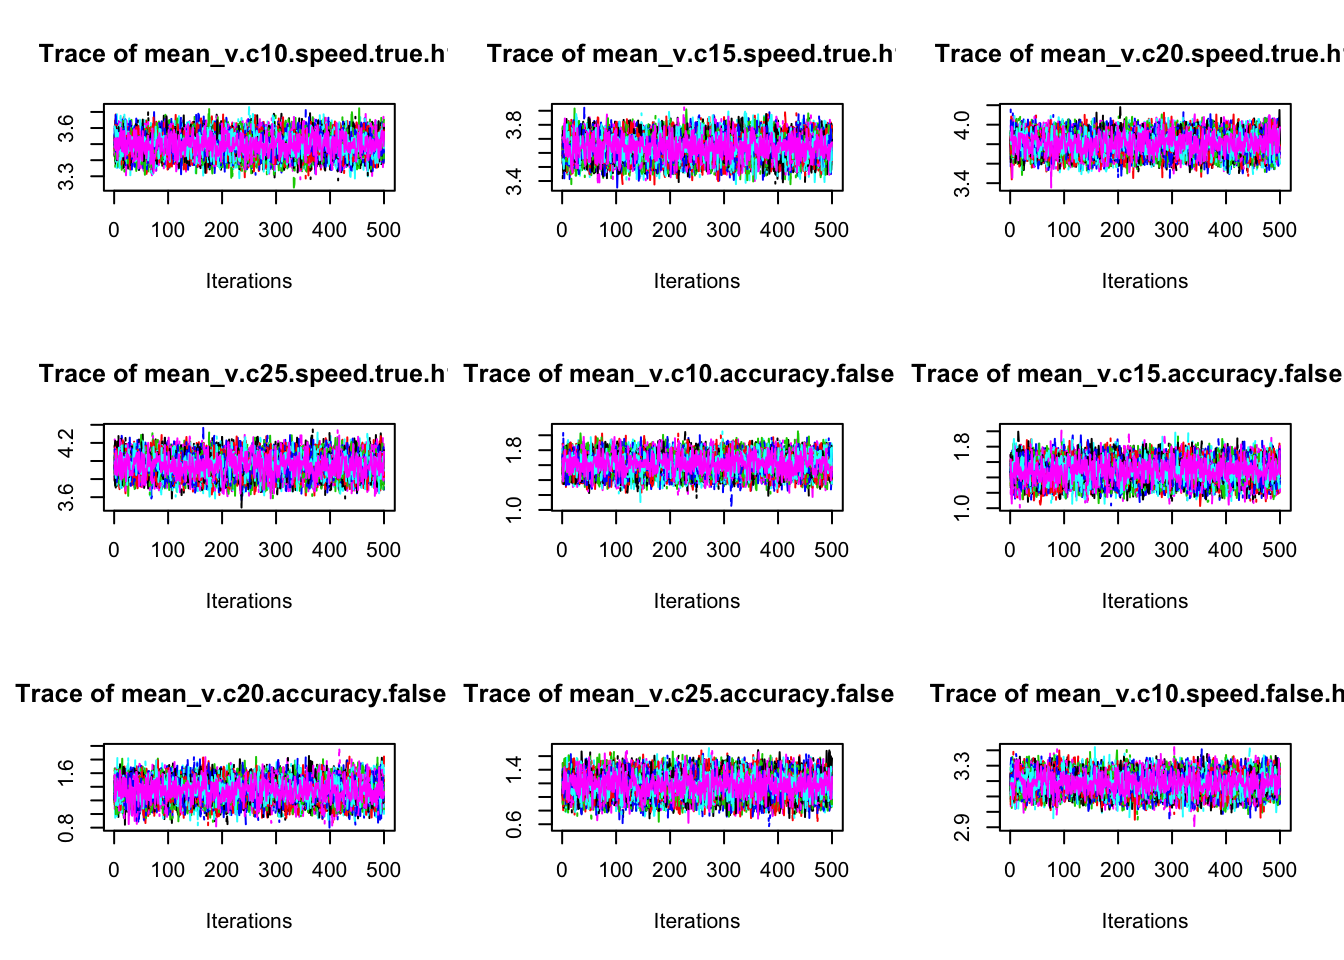 Trace of mean_v.c10.speed.true.h
Trace of mean_v.c15.speed.true.h
Trace of mean_v.c20.speed.true.h
3.6
3.3
3.8
3.4
4.0
3.4
0 100 200 300 400 500
0 100 200 300 400 500
0 100 200 300 400 500
Iterations
Iterations
Iterations
Trace of mean_v.c25.speed.true.h
Trace of mean_v.c10.accuracy.false
Trace of mean_v.c15.accuracy.false
4.2
3.6
1.8
1.0
1.8
1.0
0 100 200 300 400 500
0 100 200 300 400 500
0 100 200 300 400 500
Iterations
Iterations
Iterations
Trace of mean_v.c20.accuracy.false
Trace of mean_v.c25.accuracy.false
Trace of mean_v.c10.speed.false.h
1.6
0.8
1.4
0.6
3.3
2.9
0 100 200 300 400 500
0 100 200 300 400 500
0 100 200 300 400 500
Iterations
Iterations
Iterations